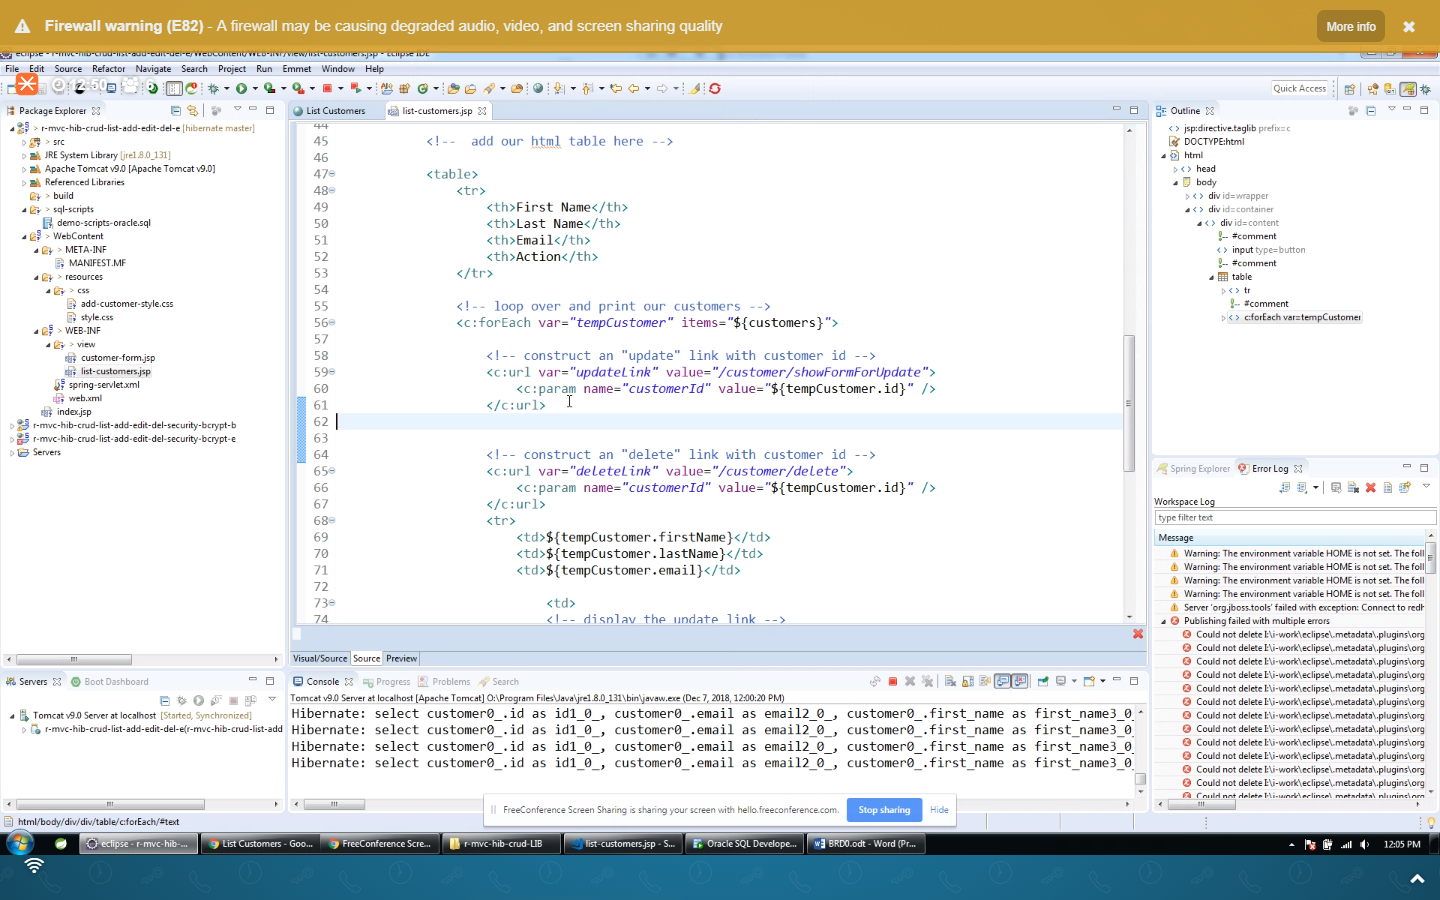 Firewall warning (E82) - A firewall may be causing degraded audio, video, and screen sharing quality
More info
eclipse - r-mvc-hib-crud-list-add-edit-del-e/WebContent/WEB-INF/view/list-customers.jsp - Eclipse IDE
File Edit Source Refactor Navigate Search Project Run Emmet Window Help
12:50 6
Quick Access
Package Explorer
> r-mvc-hib-crud-list-add-edit-del-e [hibernate master]
> src
JRE System Library [jre1.8.0_131]
Apache Tomcat v9.0 [Apache Tomcat v9.0]
Referenced Libraries
> build
> sql-scripts
demo-scripts-oracle.sql
> WebContent
> META-INF
MANIFEST.MF
> resources
> css
add-customer-style.css
style.css
> WEB-INF
> view
customer-form.jsp
list-customers.jsp
spring-servlet.xml
web.xml
index.jsp
r-mvc-hib-crud-list-add-edit-del-security-bcrypt-b
r-mvc-hib-crud-list-add-edit-del-security-bcrypt-e
Servers
List Customers list-customers.jsp
44
45 <!-- add our html table here -->
46
47 <table>
48 <tr>
49 <th>First Name</th>
50 <th>Last Name</th>
51 <th>Email</th>
52 <th>Action</th>
53 </tr>
54
55 <!-- loop over and print our customers -->
56 <c:forEach var="tempCustomer" items="${customers}">
57
58 <!-- construct an "update" link with customer id -->
59 <c:url var="updateLink" value="/customer/showFormForUpdate">
60 <c:param name="customerId" value="${tempCustomer.id}" />
61 </c:url>
62
63
64 <!-- construct an "delete" link with customer id -->
65 <c:url var="deleteLink" value="/customer/delete">
66 <c:param name="customerId" value="${tempCustomer.id}" />
67 </c:url>
68 <tr>
69 <td>${tempCustomer.firstName}</td>
70 <td>${tempCustomer.lastName}</td>
71 <td>${tempCustomer.email}</td>
72
73 <td>
74 <!-- display the update link -->
Visual/Source Source Preview
Outline
jsp:directive.taglib prefix=c
DOCTYPE:html
html
head
body
div id=wrapper
div id=container
div id=content
#comment
input type=button
#comment
table
tr
#comment
c:forEach var=tempCustomer
Spring Explorer Error Log
Workspace Log
type filter text
Message
Warning: The environment variable HOME is not set. The foll
Warning: The environment variable HOME is not set. The foll
Warning: The environment variable HOME is not set. The foll
Warning: The environment variable HOME is not set. The foll
Server 'org.jboss.tools' failed with exception: Connect to redh
Publishing failed with multiple errors
Could not delete I:\i-work\eclipse\.metadata\.plugins\org
Could not delete I:\i-work\eclipse\.metadata\.plugins\org
Could not delete I:\i-work\eclipse\.metadata\.plugins\org
Could not delete I:\i-work\eclipse\.metadata\.plugins\org
Could not delete I:\i-work\eclipse\.metadata\.plugins\org
Could not delete I:\i-work\eclipse\.metadata\.plugins\org
Could not delete I:\i-work\eclipse\.metadata\.plugins\org
Could not delete I:\i-work\eclipse\.metadata\.plugins\org
Could not delete I:\i-work\eclipse\.metadata\.plugins\org
Could not delete I:\i-work\eclipse\.metadata\.plugins\org
Could not delete I:\i-work\eclipse\.metadata\.plugins\org
Could not delete I:\i-work\eclipse\.metadata\.plugins\org
Could not delete I:\i-work\eclipse\.metadata\.plugins\org
Servers Boot Dashboard
Tomcat v9.0 Server at localhost [Started, Synchronized]
r-mvc-hib-crud-list-add-edit-del-e(r-mvc-hib-crud-list-add
Console Progress Problems Search
Tomcat v9.0 Server at localhost [Apache Tomcat] O:\Program Files\Java\jre1.8.0_131\bin\javaw.exe (Dec 7, 2018, 12:00:20 PM)
Hibernate: select customer0_.id as id1_0_, customer0_.email as email2_0_, customer0_.first_name as first_name3_0_
Hibernate: select customer0_.id as id1_0_, customer0_.email as email2_0_, customer0_.first_name as first_name3_0_
Hibernate: select customer0_.id as id1_0_, customer0_.email as email2_0_, customer0_.first_name as first_name3_0_
Hibernate: select customer0_.id as id1_0_, customer0_.email as email2_0_, customer0_.first_name as first_name3_0_
FreeConference Screen Sharing is sharing your screen with hello.freeconference.com. Stop sharing Hide
html/body/div/div/table/c:forEach/#text
eclipse - r-mvc-hib-... List Customers - Goo... FreeConference Scre... r-mvc-hib-crud-LIB list-customers.jsp - S... Oracle SQL Develope... BRD0.odt - Word (Pr... 12:05 PM